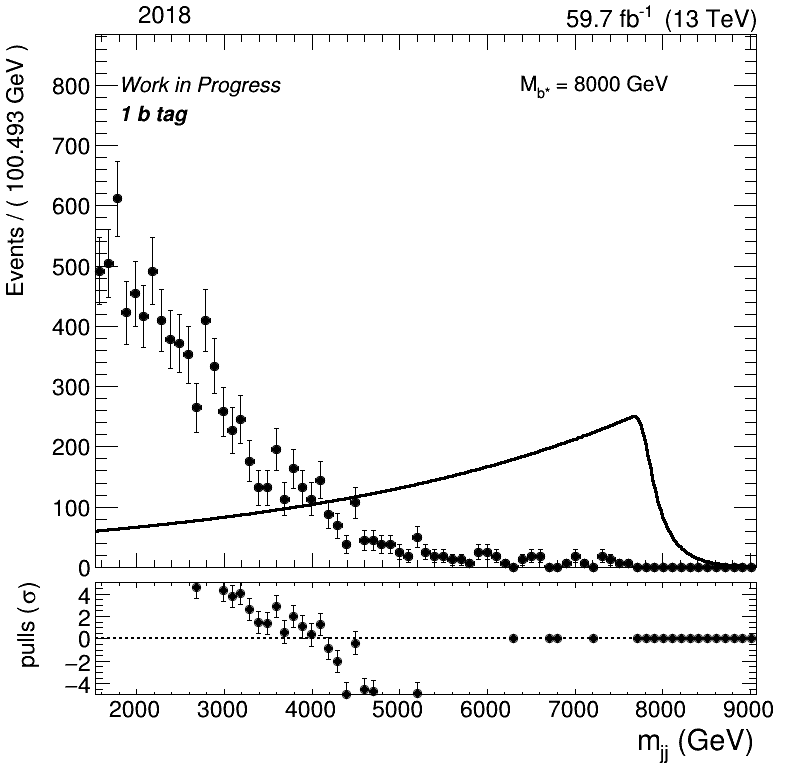 2018
59.7 fb⁻¹ (13 TeV)
Events / ( 100.493 GeV )
800
700
600
500
400
300
200
100
0
Work in Progress
1 b tag
M_b* = 8000 GeV
pulls (σ)
4
2
0
−2
−4
2000 3000 4000 5000 6000 7000 8000 9000
m_jj (GeV)